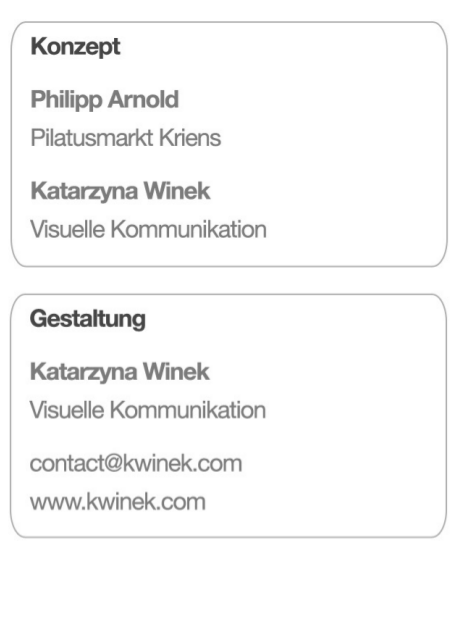 Konzept
Philipp Arnold
Pilatusmarkt Kriens
Katarzyna Winek
Visuelle Kommunikation
Gestaltung
Katarzyna Winek
Visuelle Kommunikation
contact@kwinek.com
www.kwinek.com